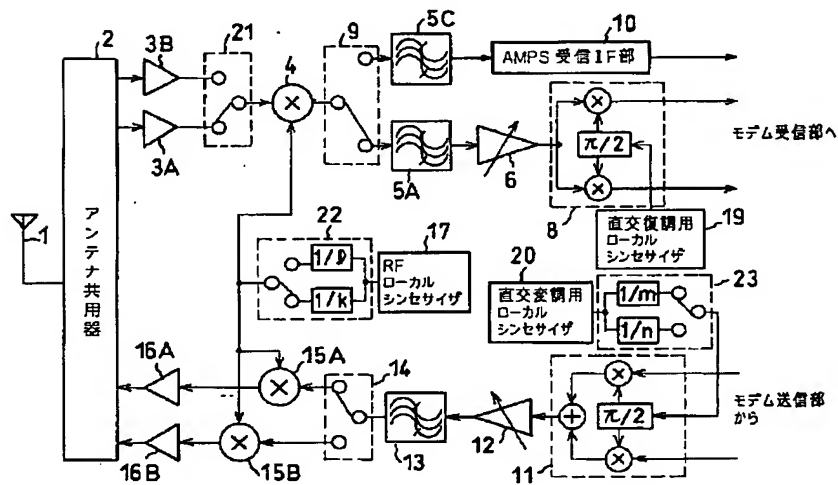 2
3B
21
4
9
5C
10
AMPS 受信IF部
3A
5A
6
π/2
8
モデム受信部へ
1
アンテナ共用器
22
1/ℓ
1/k
17
RF
ローカル
シンセサイザ
直交復調用
ローカル
シンセサイザ
19
20
直交変調用
ローカル
シンセサイザ
1/m
1/n
23
16A
15A
14
16B
15B
13
12
π/2
11
モデム送信部
から